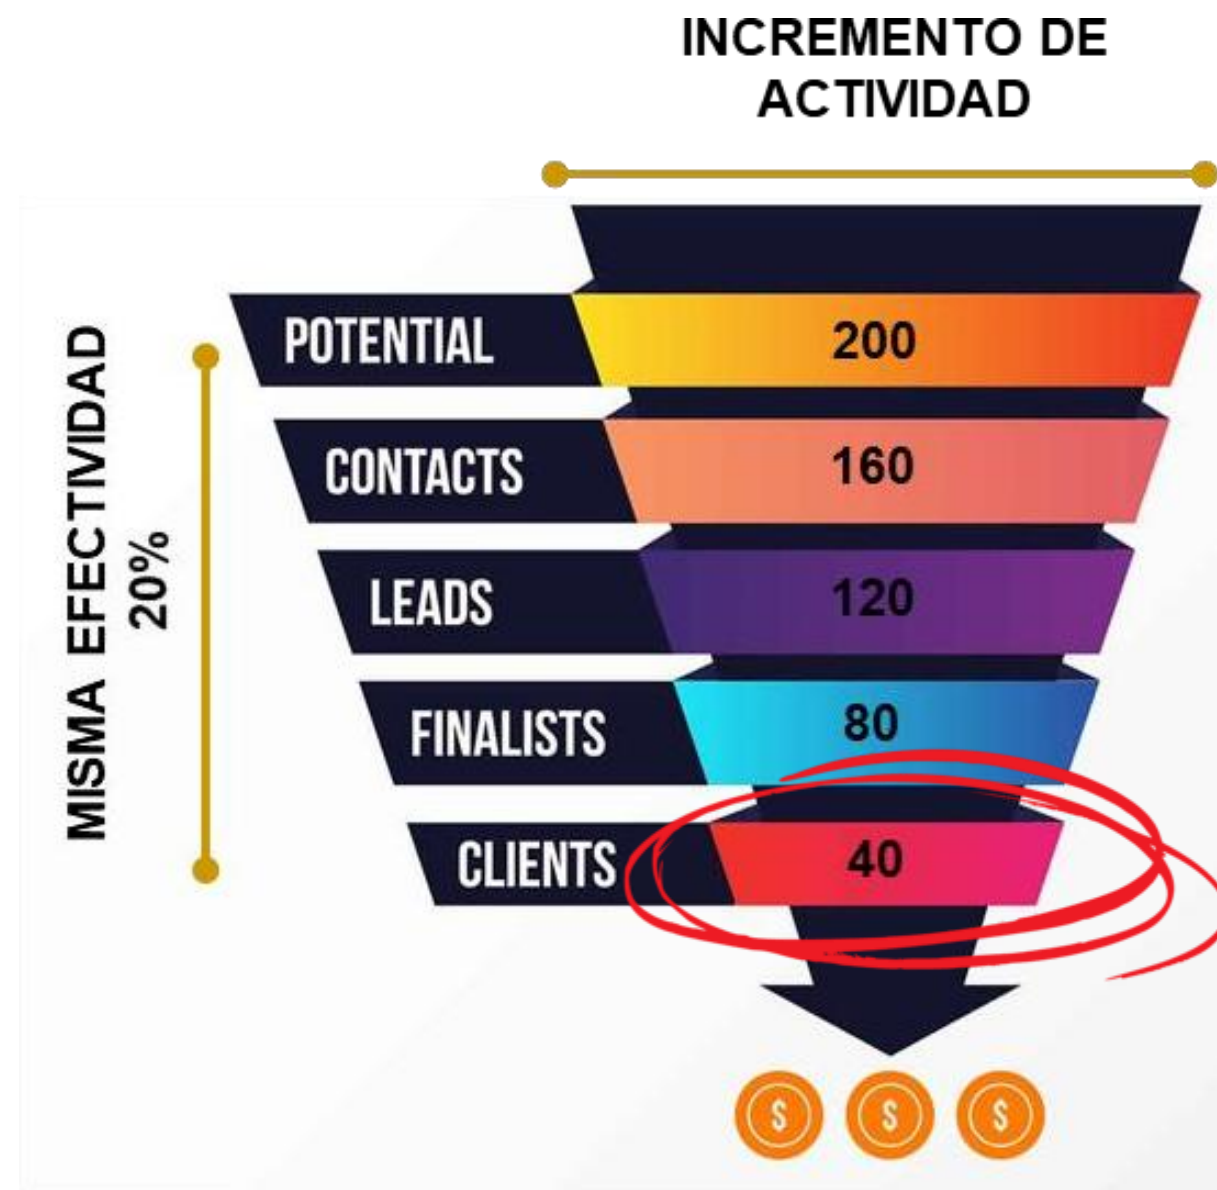 INCREMENTO DE
ACTIVIDAD
MISMA EFECTIVIDAD
20%
POTENTIAL 200
CONTACTS 160
LEADS 120
FINALISTS 80
CLIENTS 40
$ $ $